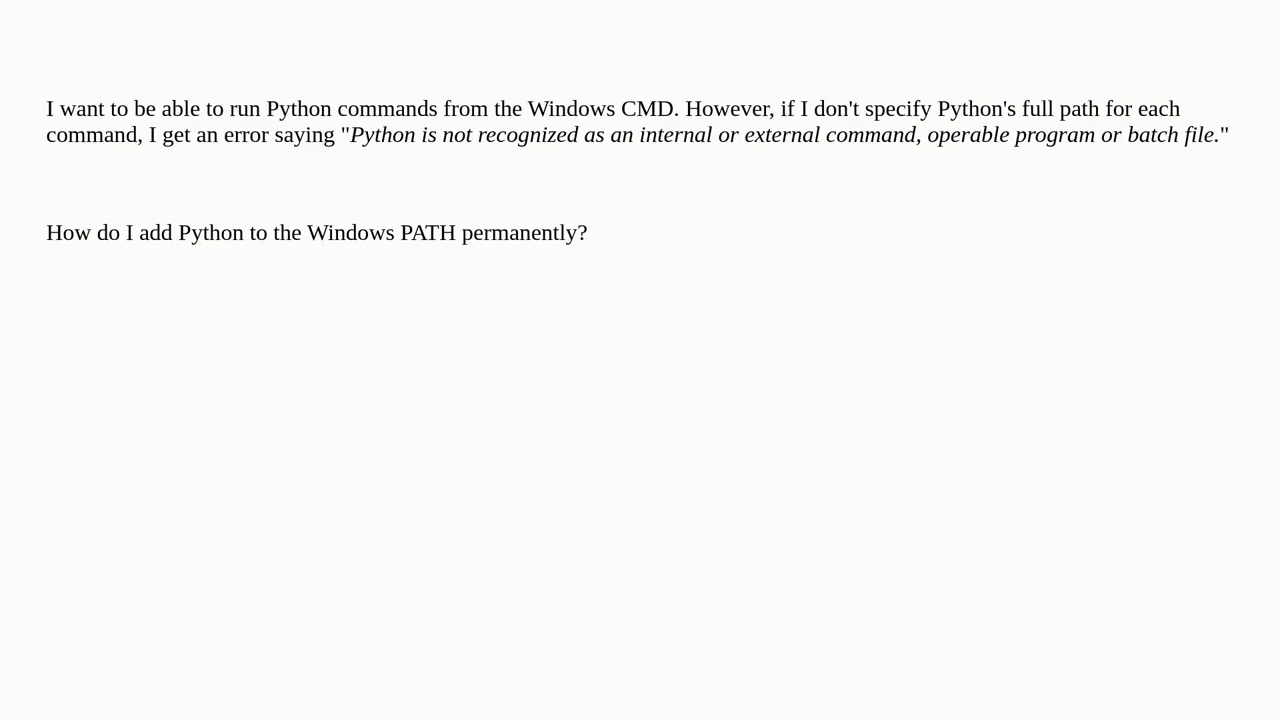 I want to be able to run Python commands from the Windows CMD. However, if I don't specify Python's full path for each
command, I get an error saying "Python is not recognized as an internal or external command, operable program or batch file."
How do I add Python to the Windows PATH permanently?